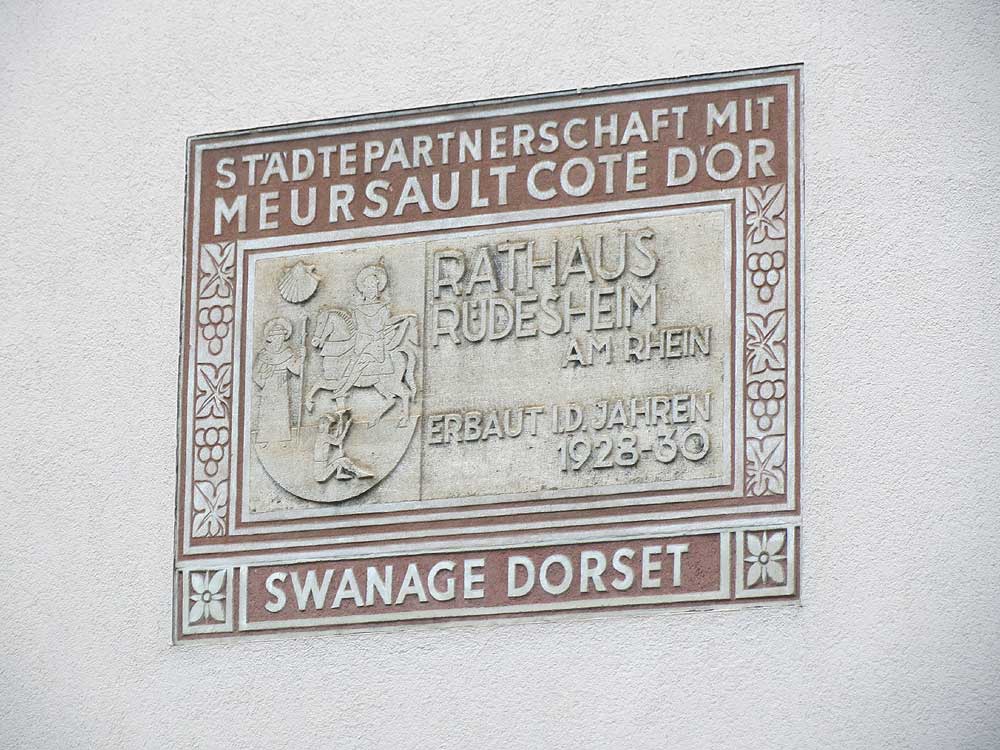 STÄDTEPARTNERSCHAFT MIT
MEURSAULT COTE D'OR
RATHAUS
RÜDESHEIM
AM RHEIN
ERBAUT I.D. JAHREN
1928-30
SWANAGE DORSET